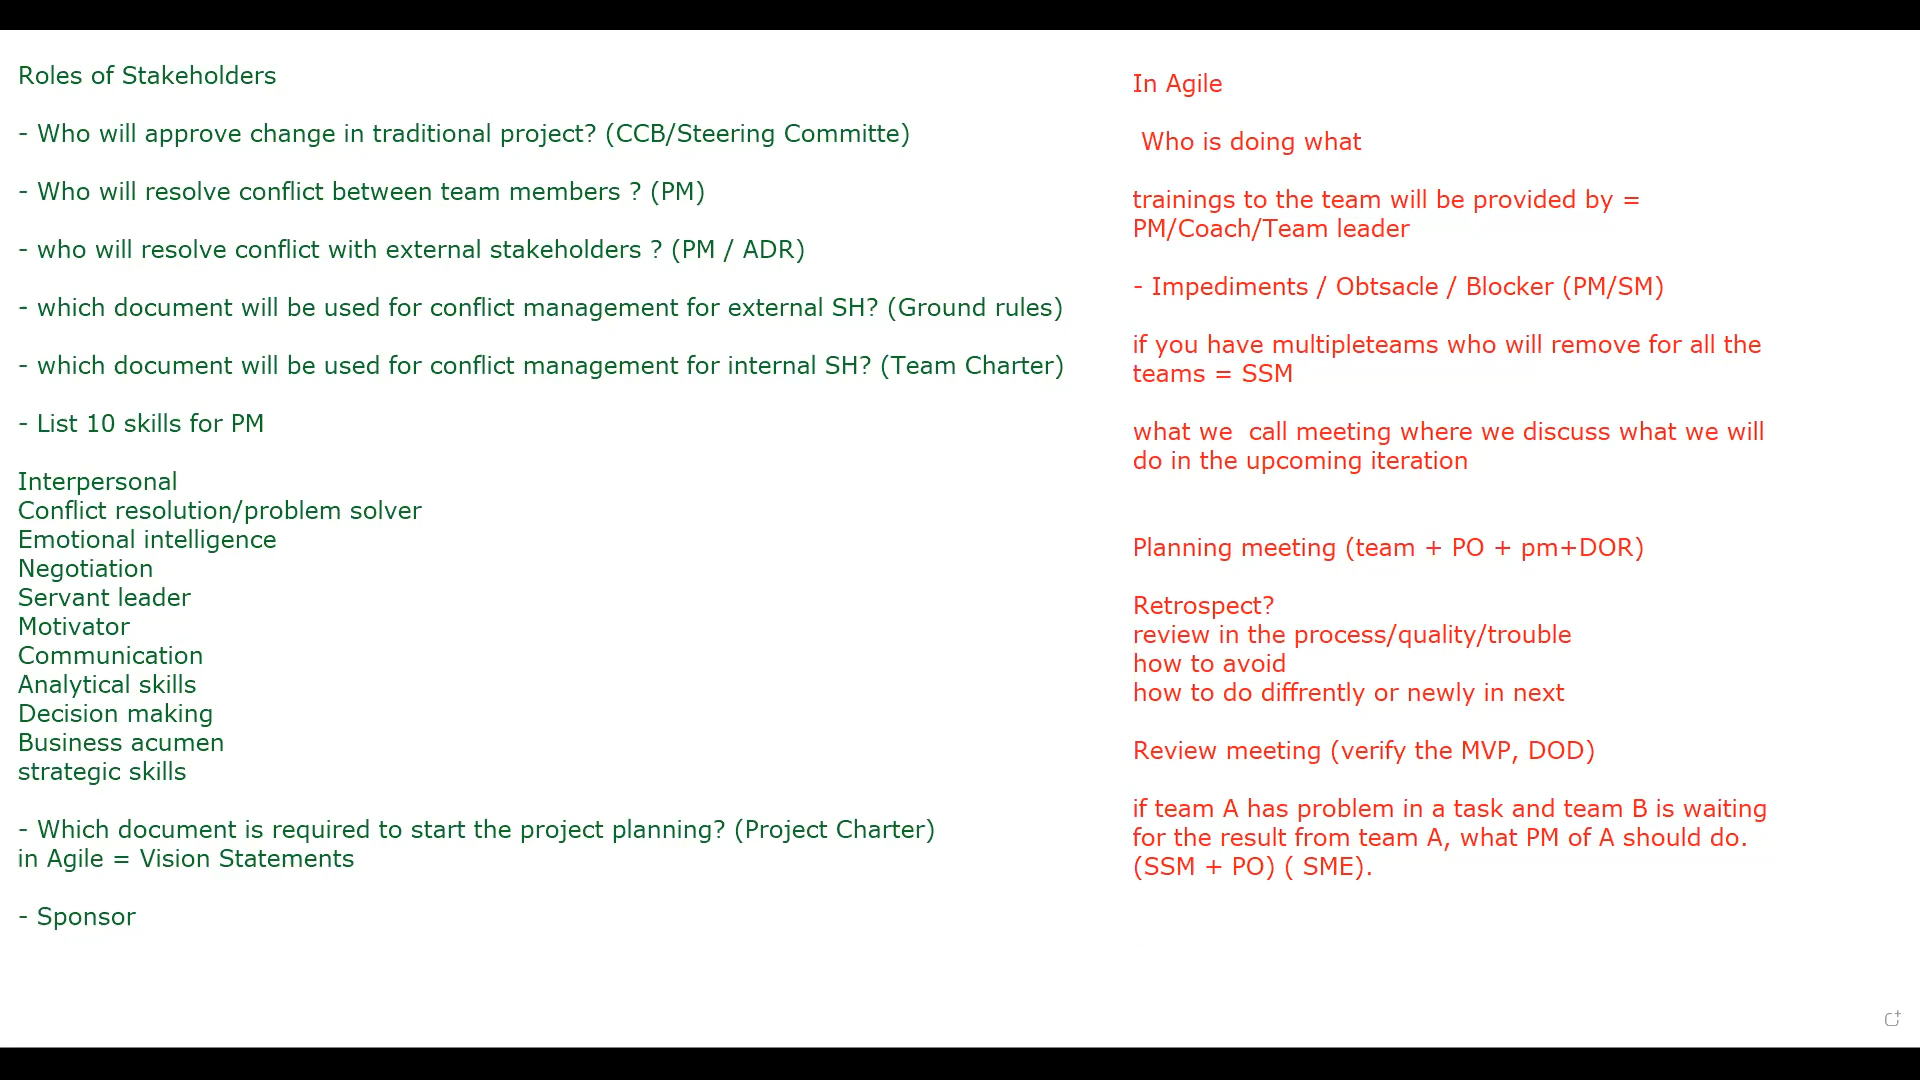 Roles of Stakeholders
- Who will approve change in traditional project? (CCB/Steering Committe)
- Who will resolve conflict between team members ? (PM)
- who will resolve conflict with external stakeholders ? (PM / ADR)
- which document will be used for conflict management for external SH? (Ground rules)
- which document will be used for conflict management for internal SH? (Team Charter)
- List 10 skills for PM
Interpersonal
Conflict resolution/problem solver
Emotional intelligence
Negotiation
Servant leader
Motivator
Communication
Analytical skills
Decision making
Business acumen
strategic skills
- Which document is required to start the project planning? (Project Charter)
in Agile = Vision Statements
- Sponsor
In Agile
Who is doing what
trainings to the team will be provided by =
PM/Coach/Team leader
- Impediments / Obtsacle / Blocker (PM/SM)
if you have multipleteams who will remove for all the
teams = SSM
what we  call meeting where we discuss what we will
do in the upcoming iteration
Planning meeting (team + PO + pm+DOR)
Retrospect?
review in the process/quality/trouble
how to avoid
how to do diffrently or newly in next
Review meeting (verify the MVP, DOD)
if team A has problem in a task and team B is waiting
for the result from team A, what PM of A should do.
(SSM + PO) ( SME).